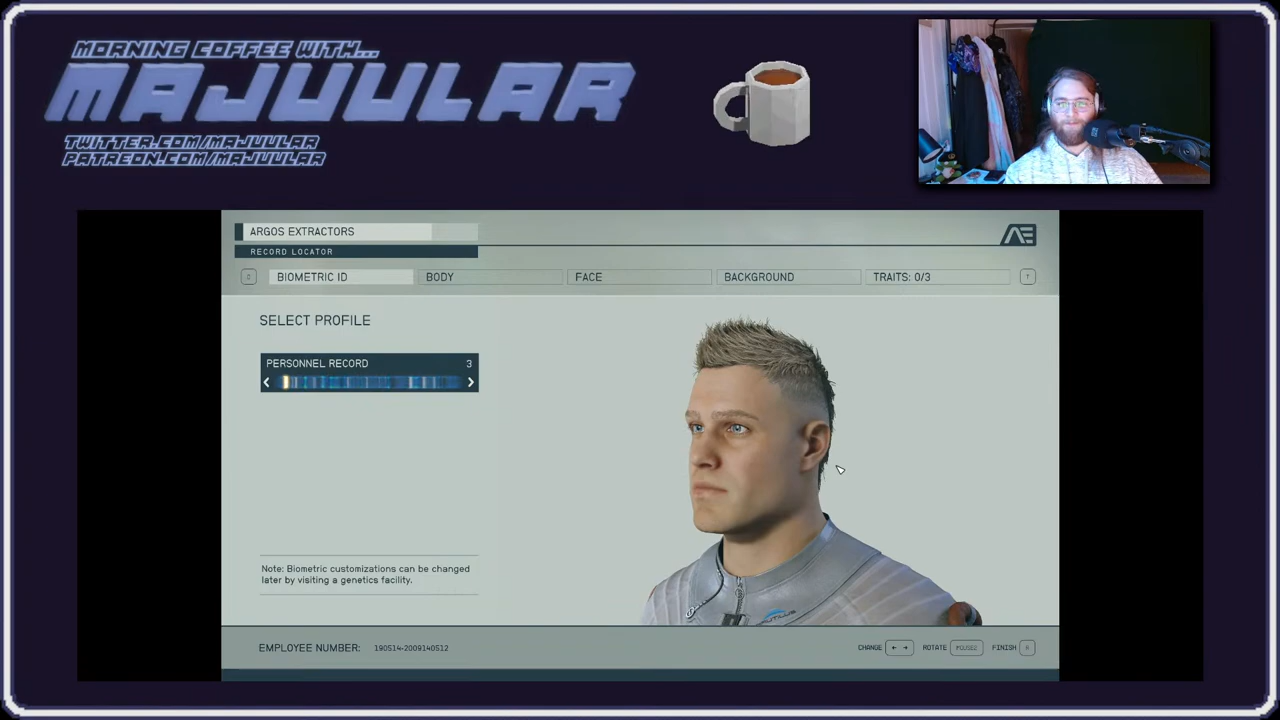 MORNING COFFEE WITH...
MAJUULAR
TWITTER.COM/MAJUULAR
PATREON.COM/MAJUULAR
ARGOS EXTRACTORS
RECORD LOCATOR
AE
BIOMETRIC ID
BODY
FACE
BACKGROUND
TRAITS: 0/3
SELECT PROFILE
PERSONNEL RECORD 3
Note: Biometric customizations can be changed
later by visiting a genetics facility.
EMPLOYEE NUMBER: 190514-2009140512
CHANGE ← → ROTATE MOUSE2 FINISH R